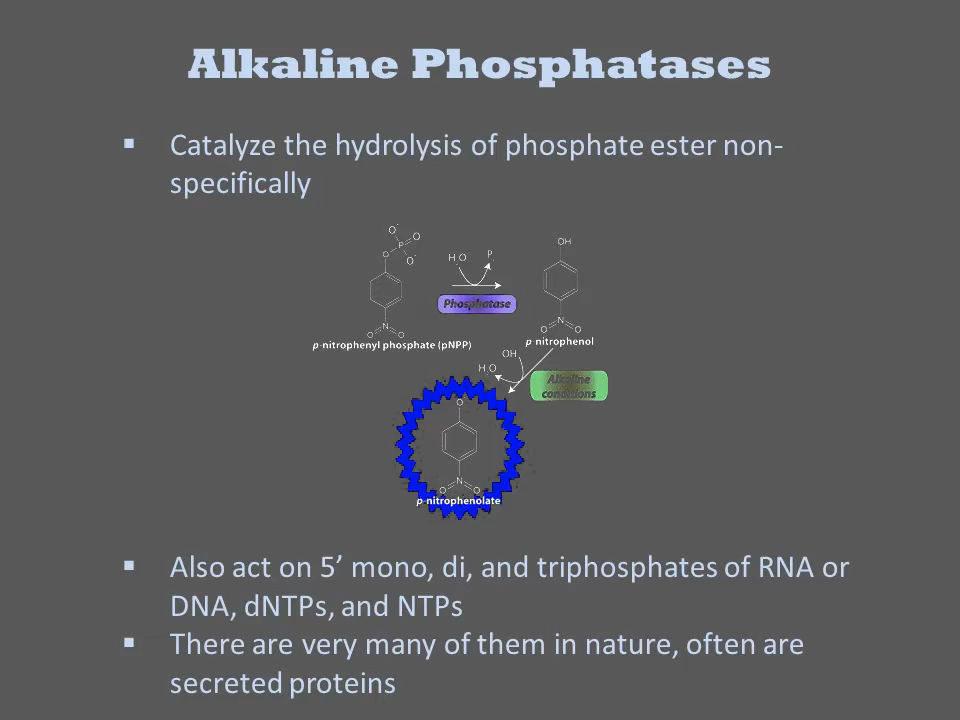 Alkaline Phosphatases
▪ Catalyze the hydrolysis of phosphate ester non-
specifically
O-
O P O
O-
H2O Pi
Phosphatase
OH
N
O O
p-nitrophenyl phosphate (pNPP)
N
O O
p-nitrophenol
OH
H2O
Alkaline
conditions
O
N
O O
p-nitrophenolate
▪ Also act on 5’ mono, di, and triphosphates of RNA or
DNA, dNTPs, and NTPs
▪ There are very many of them in nature, often are
secreted proteins